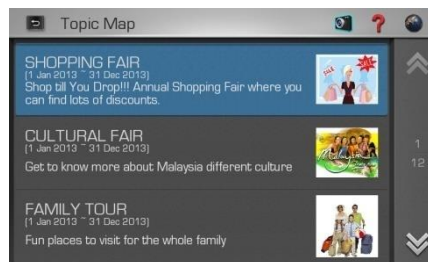 Topic Map
?
SHOPPING FAIR
(1 Jan 2013 ~ 31 Dec 2013)
Shop till You Drop!!! Annual Shopping Fair where you
can find lots of discounts.
CULTURAL FAIR
(1 Jan 2013 ~ 31 Dec 2013)
Get to know more about Malaysia different culture
FAMILY TOUR
(1 Jan 2013 ~ 31 Dec 2013)
Fun places to visit for the whole family
1
12